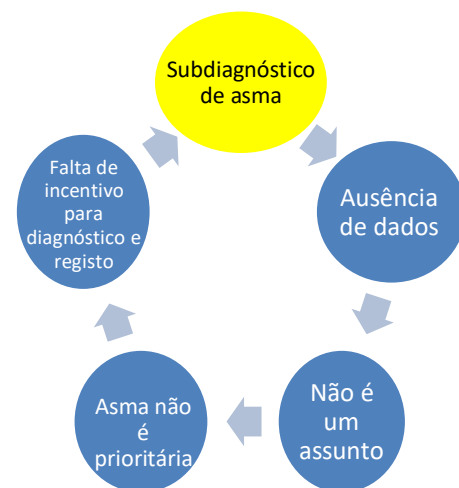 Subdiagnóstico
de asma
Ausência
de dados
Não é
um
assunto
Asma não
é
prioritária
Falta de
incentivo
para
diagnóstico e
registo